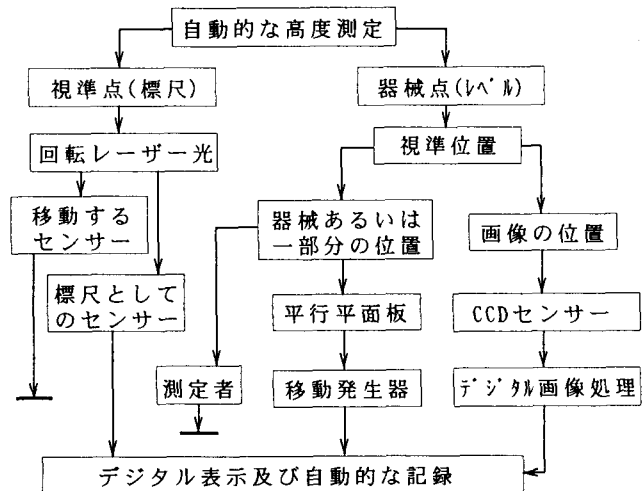 自動的な高度測定
視準点(標尺)
器械点(ﾚﾍﾞﾙ)
回転レーザー光
視準位置
移動する
センサー
器械あるいは
一部分の位置
画像の位置
標尺として
のセンサー
平行平面板
CCDセンサー
測定者
移動発生器
ﾃﾞｼﾞﾀﾙ画像処理
デジタル表示及び自動的な記録